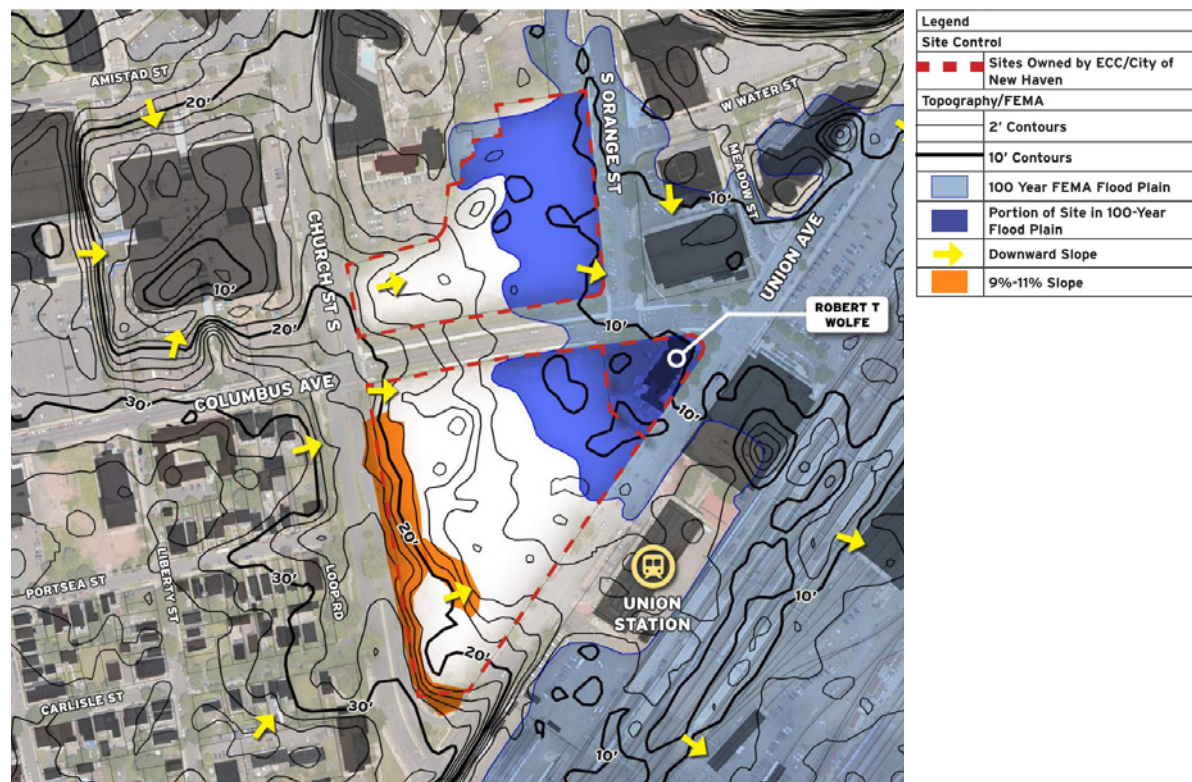 AMISTAD ST
20'
S ORANGE ST
W WATER ST
MEADOW ST
10'
CHURCH ST S
UNION AVE
10'
20'
ROBERT T
WOLFE
10'
COLUMBUS AVE
30'
10'
20'
PORTSEA ST
LIBERTY ST
30'
LOOP RD
UNION
STATION
10'
20'
CARLISLE ST
30'
10'
Legend
Site Control
Sites Owned by ECC/City of
New Haven
Topography/FEMA
2' Contours
10' Contours
100 Year FEMA Flood Plain
Portion of Site in 100-Year
Flood Plain
Downward Slope
9%-11% Slope